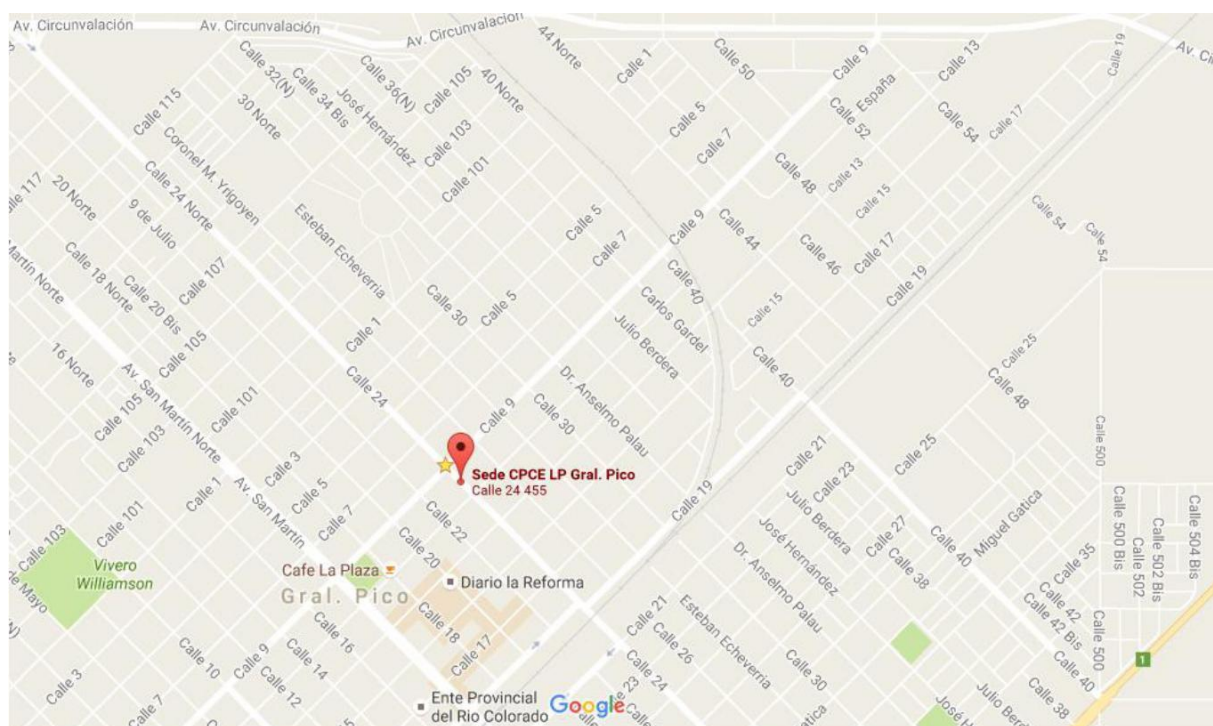 Av. Circunvalación
Av. Circunvalación
Av. Circunvalación
44 Norte
Calle 1
Calle 50
Calle 9
Calle 13
Calle 19
Calle 32(N)
Calle 36(N)
Calle 105
40 Norte
Calle 34 Bis
Calle 115
30 Norte
José Hernández
Calle 103
Calle 5
Calle 7
España
Calle 52
Calle 54
Calle 17
Coronel M. Yrigoyen
Calle 101
Calle 48
Calle 13
Calle 15
20 Norte
Calle 24 Norte
9 de Julio
Esteban Echeverria
Calle 5
Calle 7
Calle 9
Calle 44
Calle 46
Calle 17
Calle 54
Calle 54
Calle 18 Norte
Calle 107
Calle 20 Bis
Calle 30
Calle 5
Calle 40
Calle 19
Carlos Gardel
Calle 15
Calle 1
Julio Berdera
16 Norte
Calle 105
Av. San Martín Norte
Calle 24
Calle 40
Calle 25
Calle 48
Calle 105
Calle 101
Calle 103
Calle 9
Calle 30
Dr. Anselmo Palau
Calle 500
Calle 3
Calle 5
Calle 1
Av. San Martín
Calle 7
Sede CPCE LP Gral. Pico
Calle 24 455
Calle 21
Calle 23
Calle 25
Calle 19
Calle 103
Calle 101
Calle 22
Calle 20
Julio Berdera
Calle 27
Miguel Gatica
Calle 500 Bis
Calle 502
Calle 502 Bis
Calle 504 Bis
Vivero
Williamson
Cafe La Plaza
Diario la Reforma
Gral. Pico
José Hernández
Dr. Anselmo Palau
Calle 38
Calle 40
Calle 35
Calle 42
Calle 42 Bis
Calle 16
Calle 18
Calle 17
Calle 21
Calle 26
Esteban Echeverria
Calle 30
Calle 500
1
Calle 3
Calle 10
Calle 9
Calle 14
Calle 12
Calle 7
Ente Provincial
del Rio Colorado
Google
Calle 24
Julio Berdera
Calle 38
Calle 40